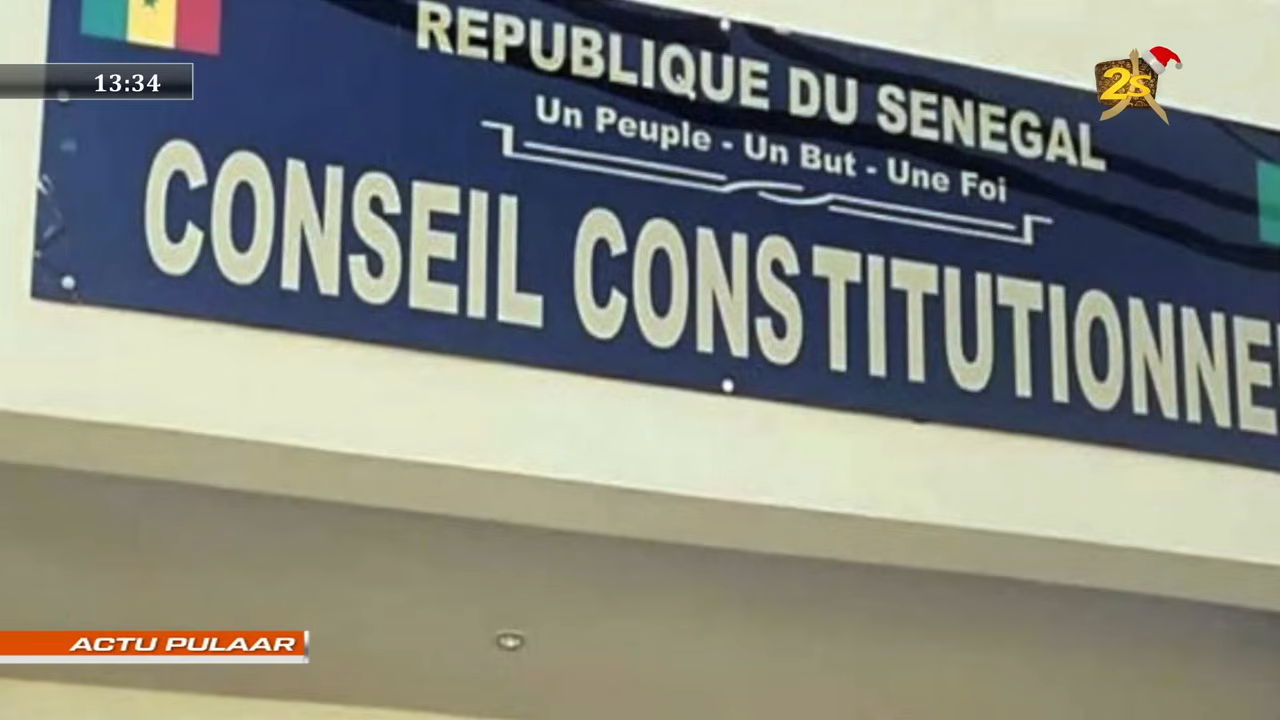 13:34
2s
REPUBLIQUE DU SENEGAL
Un Peuple - Un But - Une Foi
CONSEIL CONSTITUTIONNE
ACTU PULAAR